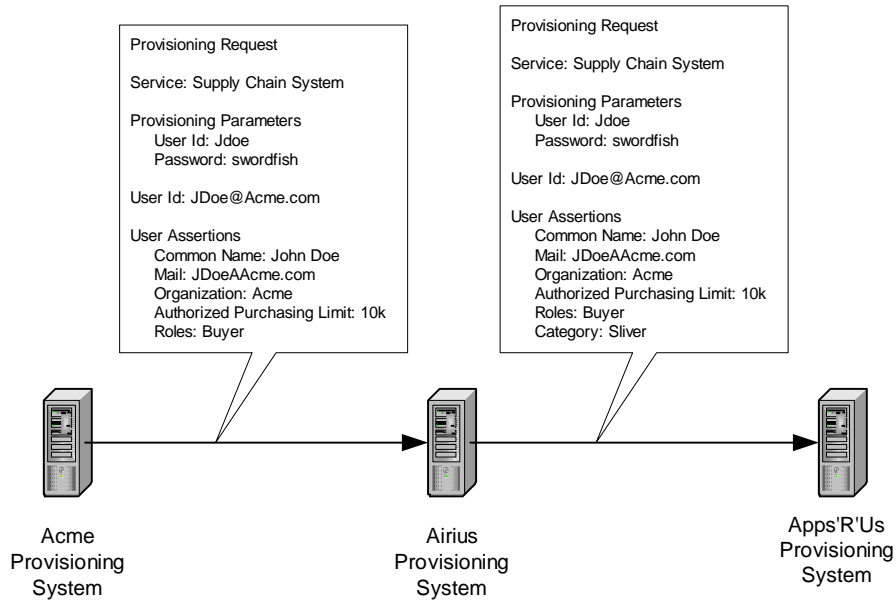 Provisioning Request
Service: Supply Chain System
Provisioning Parameters
User Id: Jdoe
Password: swordfish
User Id: JDoe@Acme.com
User Assertions
Common Name: John Doe
Mail: JDoeAAcme.com
Organization: Acme
Authorized Purchasing Limit: 10k
Roles: Buyer
Provisioning Request
Service: Supply Chain System
Provisioning Parameters
User Id: Jdoe
Password: swordfish
User Id: JDoe@Acme.com
User Assertions
Common Name: John Doe
Mail: JDoeAAcme.com
Organization: Acme
Authorized Purchasing Limit: 10k
Roles: Buyer
Category: Sliver
Acme
Provisioning
System
Airius
Provisioning
System
Apps'R'Us
Provisioning
System